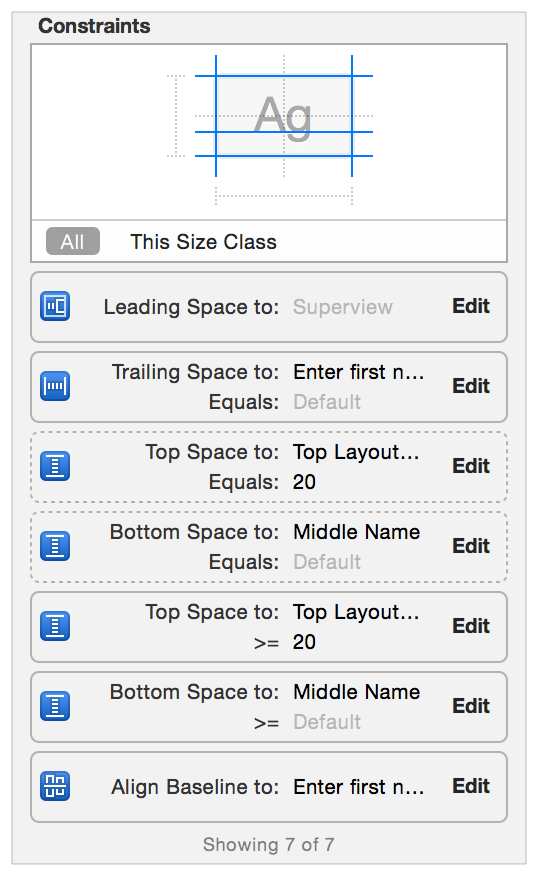 Constraints
Ag
All This Size Class
Leading Space to: Superview Edit
Trailing Space to: Enter first n... Edit
Equals: Default
Top Space to: Top Layout... Edit
Equals: 20
Bottom Space to: Middle Name Edit
Equals: Default
Top Space to: Top Layout... Edit
>= 20
Bottom Space to: Middle Name Edit
>= Default
Align Baseline to: Enter first n... Edit
Showing 7 of 7